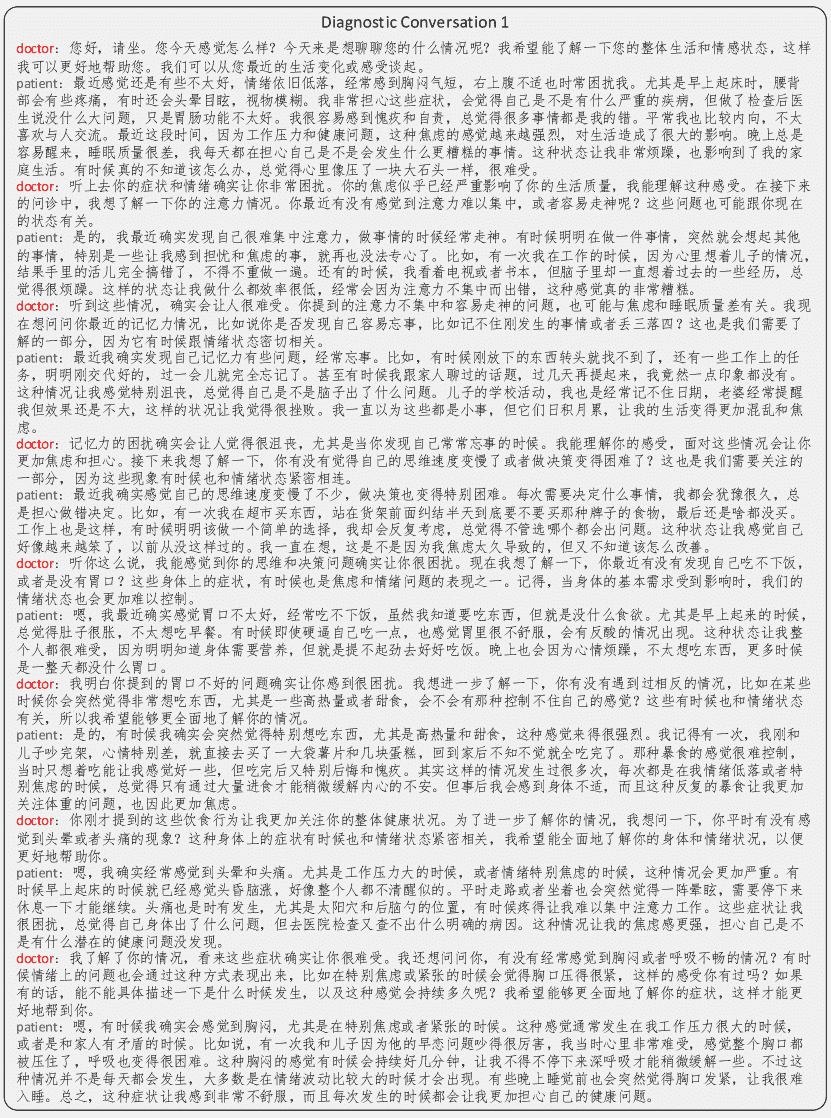 Diagnostic Conversation 1
doctor: 您好，请坐。您今天感觉怎么样？今天来是想聊聊您的什么情况呢？我希望能了解一下您的整体生活和情感状态，这样
我可以更好地帮助您。我们可以从您最近的生活变化或感受谈起。
patient: 最近感觉还是有些不太好，情绪依旧低落，经常感到胸闷气短，右上腹不适也时常困扰我。尤其是早上起床时，腰背
部会有些疼痛，有时还会头晕目眩，视物模糊。我非常担心这些症状，会觉得自己是不是有什么严重的疾病，但做了检查后医
生说没什么大问题，只是胃肠功能不太好。我很容易感到愧疚和自责，总觉得很多事情都是我的错。平常我也比较内向，不太
喜欢与人交流。最近这段时间，因为工作压力和健康问题，这种焦虑的感觉越来越强烈，对生活造成了很大的影响。晚上总是
容易醒来，睡眠质量很差，我每天都在担心自己是不是会发生什么更糟糕的事情。这种状态让我非常烦躁，也影响到了我的家
庭生活。有时候真的不知道该怎么办，总觉得心里像压了一块大石头一样，很难受。
doctor: 听上去你的症状和情绪确实让你非常困扰。你的焦虑似乎已经严重影响了你的生活质量，我能理解这种感受。在接下来
的问诊中，我想了解一下你的注意力情况。你最近有没有感觉到注意力难以集中，或者容易走神呢？这些问题也可能跟你现在
的状态有关。
patient: 是的，我最近确实发现自己很难集中注意力，做事情的时候经常走神。有时候明明在做一件事情，突然就会想起其他
的事情，特别是一些让我感到担忧和焦虑的事，就再也没法专心了。比如，有一次我在工作的时候，因为心里想着儿子的情况，
结果手里的活儿完全搞错了，不得不重做一遍。还有的时候，我看着电视或者书本，但脑子里却一直想着过去的一些经历，总
觉得很烦躁。这样的状态让我做什么都效率很低，经常会因为注意力不集中而出错，这种感觉真的非常糟糕。
doctor: 听到这些情况，确实会让人很难受。你提到的注意力不集中和容易走神的问题，也可能与焦虑和睡眠质量差有关。我现
在想问问你最近的记忆力情况，比如说你是否发现自己容易忘事，比如记不住刚发生的事情或者丢三落四？这也是我们需要了
解的一部分，因为它有时候跟情绪状态密切相关。
patient: 最近我确实发现自己记忆力有些问题，经常忘事。比如，有时候刚放下的东西转头就找不到了，还有一些工作上的任
务，明明刚交代好的，过一会儿就完全忘记了。甚至有时候我跟家人聊过的话题，过几天再提起来，我竟然一点印象都没有。
这种情况让我感觉特别沮丧，总觉得自己是不是脑子出了什么问题。儿子的学校活动，我也是经常记不住日期，老婆经常提醒
我但效果还是不大，这样的状况让我觉得很挫败。我一直以为这些都是小事，但它们日积月累，让我的生活变得更加混乱和焦
虑。
doctor: 记忆力的困扰确实会让人觉得很沮丧，尤其是当你发现自己常常忘事的时候。我能理解你的感受，面对这些情况会让你
更加焦虑和担心。接下来我想了解一下，你有没有觉得自己的思维速度变慢了或者做决策变得困难了？这也是我们需要关注的
一部分，因为这些现象有时候也和情绪状态紧密相连。
patient: 最近我确实感觉自己的思维速度变慢了不少，做决策也变得特别困难。每次需要决定什么事情，我都会犹豫很久，总
是担心做错决定。比如，有一次我在超市买东西，站在货架前面纠结半天到底要不要买那种牌子的食物，最后还是啥都没买。
工作上也是这样，有时候明明该做一个简单的选择，我却会反复考虑，总觉得不管选哪个都会出问题。这种状态让我感觉自己
好像越来越笨了，以前从没这样过的。我一直在想，这是不是因为我焦虑太久导致的，但又不知道该怎么改善。
doctor: 听你这么说，我能感觉到你的思维和决策问题确实让你很困扰。现在我想了解一下，你最近有没有发现自己吃不下饭，
或者是没有胃口？这些身体上的症状，有时候也是焦虑和情绪问题的表现之一。记得，当身体的基本需求受到影响时，我们的
情绪状态也会更加难以控制。
patient: 嗯，我最近确实感觉胃口不太好，经常吃不下饭，虽然我知道要吃东西，但就是没什么食欲。尤其是早上起来的时候，
总觉得肚子很胀，不太想吃早餐。有时候即使硬逼自己吃一点，也感觉胃里很不舒服，会有反酸的情况出现。这种状态让我整
个人都很难受，因为明明知道身体需要营养，但就是提不起劲去好好吃饭。晚上也会因为心情烦躁，不太想吃东西，更多时候
是一整天都没什么胃口。
doctor: 我明白你提到的胃口不好的问题确实让你感到很困扰。我想进一步了解一下，你有没有遇到过相反的情况，比如在某些
时候你会突然觉得非常想吃东西，尤其是一些高热量或者甜食，会不会有那种控制不住自己的感觉？这些有时候也和情绪状态
有关，所以我希望能够更全面地了解你的情况。
patient: 是的，有时候我确实会突然觉得特别想吃东西，尤其是高热量和甜食，这种感觉来得很强烈。我记得有一次，我刚和
儿子吵完架，心情特别差，就直接去买了一大袋薯片和几块蛋糕，回到家后不知不觉就全吃完了。那种暴食的感觉很难控制，
当时只想着吃能让我感觉好一些，但吃完后又特别后悔和愧疚。其实这样的情况发生过很多次，每次都是在我情绪低落或者特
别焦虑的时候，总觉得只有通过大量进食才能稍微缓解内心的不安。但事后我会感到身体不适，而且这种反复的暴食让我更加
关注体重的问题，也因此更加焦虑。
doctor: 你刚才提到的这些饮食行为让我更加关注你的整体健康状况。为了进一步了解你的情况，我想问一下，你平时有没有感
觉到头晕或者头痛的现象？这种身体上的症状有时候也和情绪状态紧密相关，我希望能全面地了解你的身体和情绪状况，以便
更好地帮助你。
patient: 嗯，我确实经常感觉到头晕和头痛。尤其是工作压力大的时候，或者情绪特别焦虑的时候，这种情况会更加严重。有
时候早上起床的时候就已经感觉头昏脑涨，好像整个人都不清醒似的。平时走路或者坐着也会突然觉得一阵晕眩，需要停下来
休息一下才能继续。头痛也是时有发生，尤其是太阳穴和后脑勺的位置，有时候疼得让我难以集中注意力工作。这些症状让我
很困扰，总觉得自己身体出了什么问题，但去医院检查又查不出什么明确的病因。这种情况让我的焦虑感更强，担心自己是不
是有什么潜在的健康问题没发现。
doctor: 我了解了你的情况，看来这些症状确实让你很难受。我还想问问你，有没有经常感觉到胸闷或者呼吸不畅的情况？有时
候情绪上的问题也会通过这种方式表现出来，比如在特别焦虑或紧张的时候会觉得胸口压得很紧，这样的感觉你有过吗？如果
有的话，能不能具体描述一下是什么时候发生，以及这种感觉会持续多久呢？我希望能够更全面地了解你的症状，这样才能更
好地帮到你。
patient: 嗯，有时候我确实会感觉到胸闷，尤其是在特别焦虑或者紧张的时候。这种感觉通常发生在我工作压力很大的时候，
或者是和家人有矛盾的时候。比如说，有一次我和儿子因为他的早恋问题吵得很厉害，我当时心里非常难受，感觉整个胸口都
被压住了，呼吸也变得很困难。这种胸闷的感觉有时候会持续好几分钟，让我不得不停下来深呼吸才能稍微缓解一些。不过这
种情况并不是每天都会发生，大多数是在情绪波动比较大的时候才会出现。有些晚上睡觉前也会突然觉得胸口发紧，让我很难
入睡。总之，这种症状让我感到非常不舒服，而且每次发生的时候都会让我更加担心自己的健康问题。